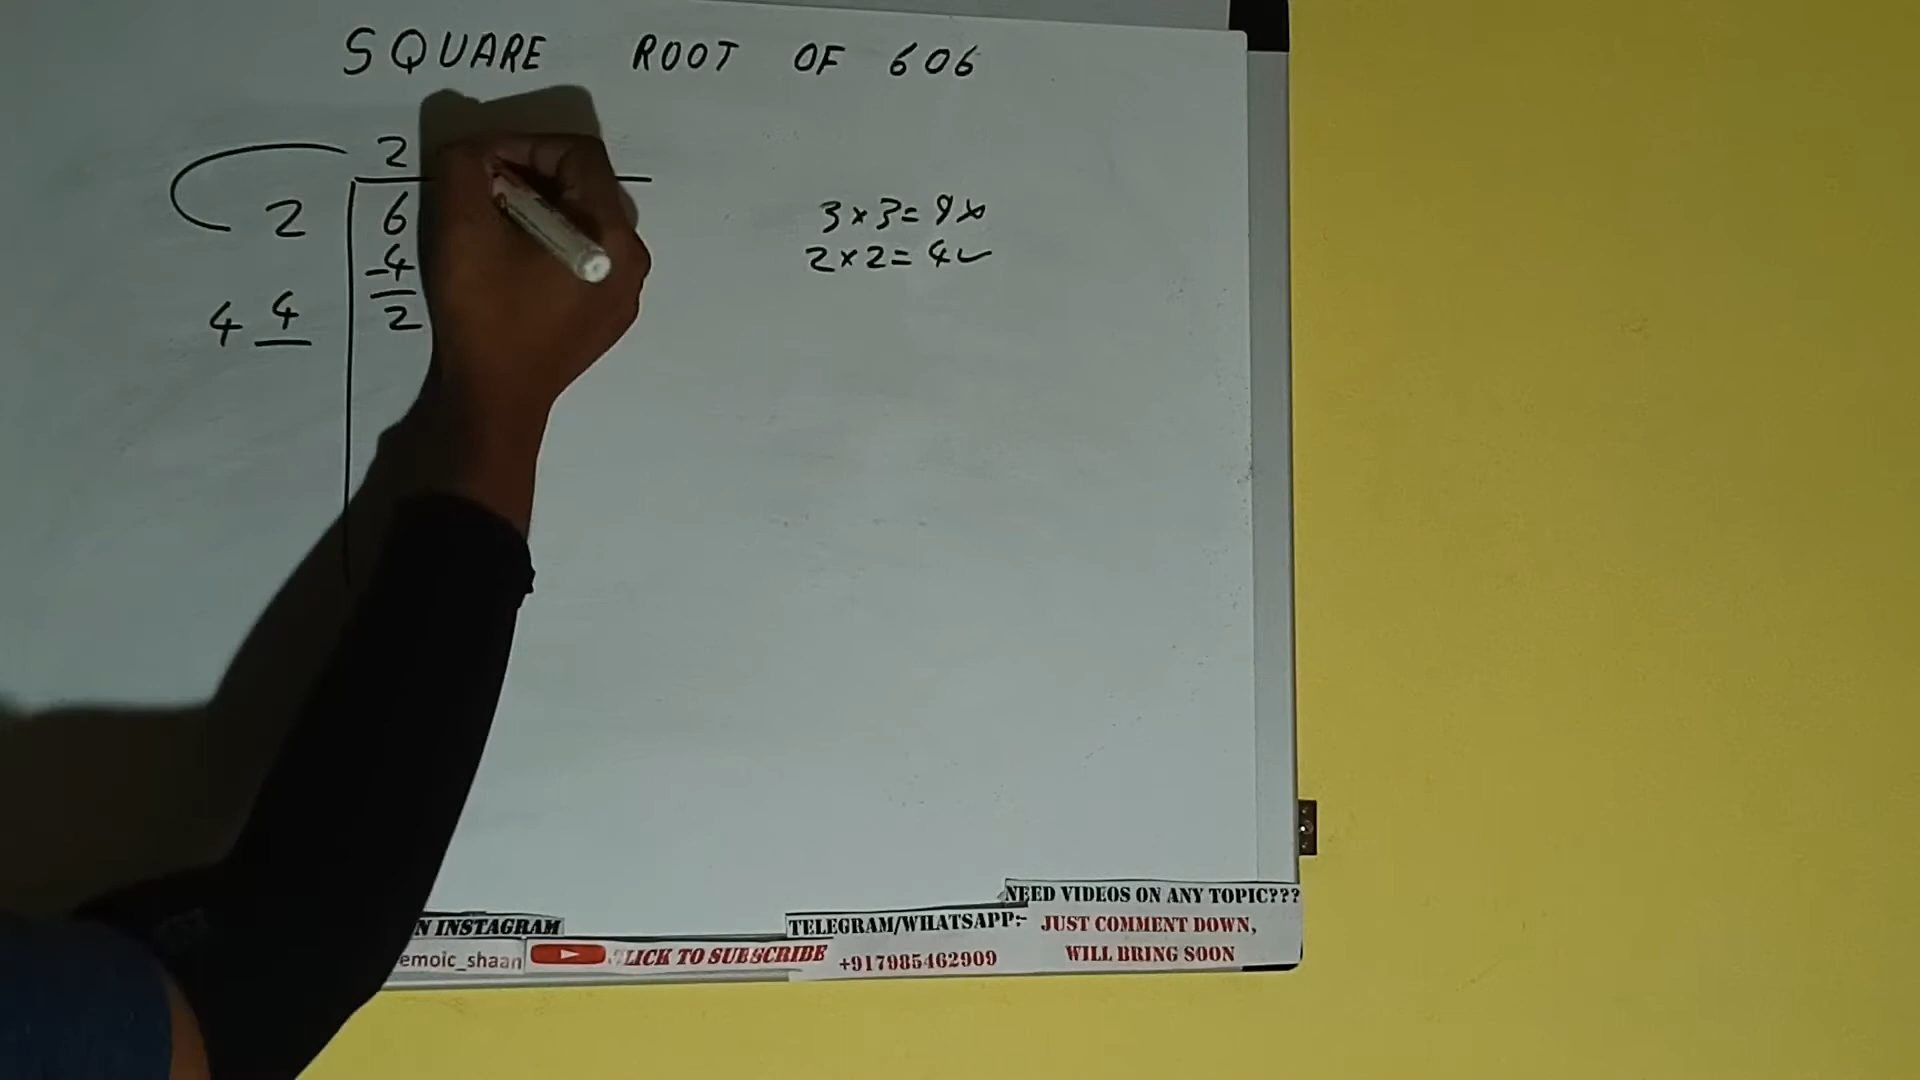 SQUARE ROOT OF 606
2
2 6
-4
4 4 2
3×3=9×
2×2=4✓
NEED VIDEOS ON ANY TOPIC???
N INSTAGRAM TELEGRAM/WHATSAPP:- JUST COMMENT DOWN,
emoic_shaan LICK TO SUBSCRIBE +917985462909 WILL BRING SOON